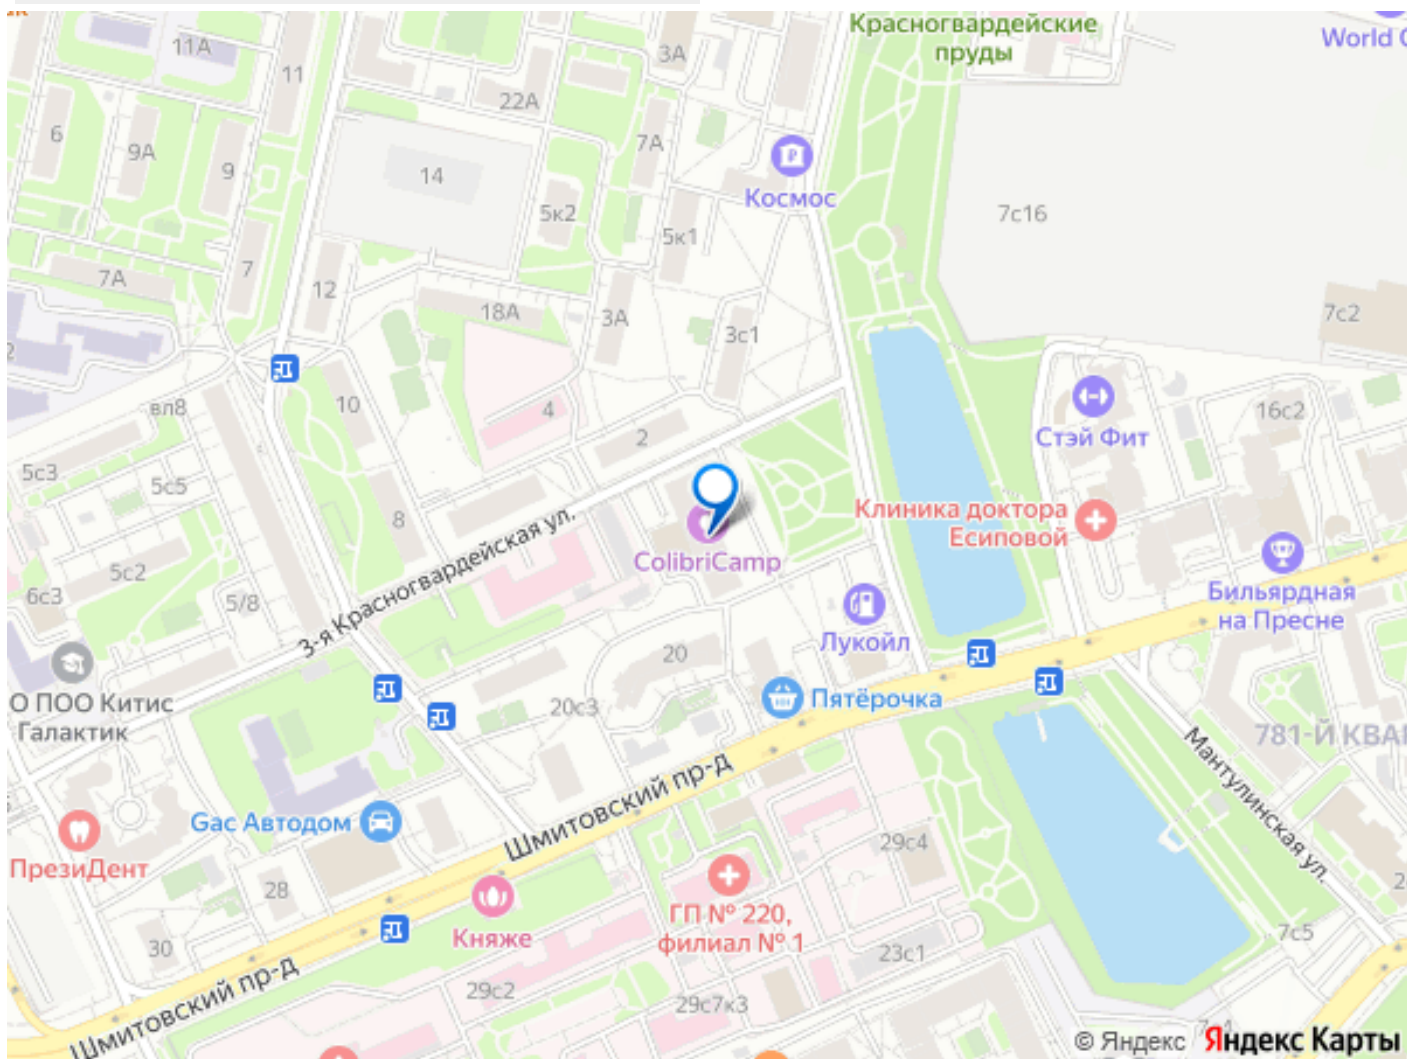 Красногвардейские
пруды
World
11А
11
3А
22А
6
9А
9
14
7А
Космос
5к2
7с16
5к1
7А
7
12
18А
3А
3с1
7с2
вл8
10
4
2
Стэй Фит
16с2
5с3
5с5
8
Клиника доктора
Есиповой
ColibriCamp
3-я Красногвардейская ул.
5с2
6с3
5/8
Бильярдная
на Пресне
Лукойл
20
О ПОО Китис
Галактик
20с3
Пятёрочка
781-Й КВА
Мантулинская ул.
Шмитовский пр-д
Gac Автодом
ПрезиДент
29с4
28
ГП № 220,
филиал № 1
Княже
30
23с1
7с5
29с2
29с7к3
Шмитовский пр-д
© Яндекс Яндекс Карты